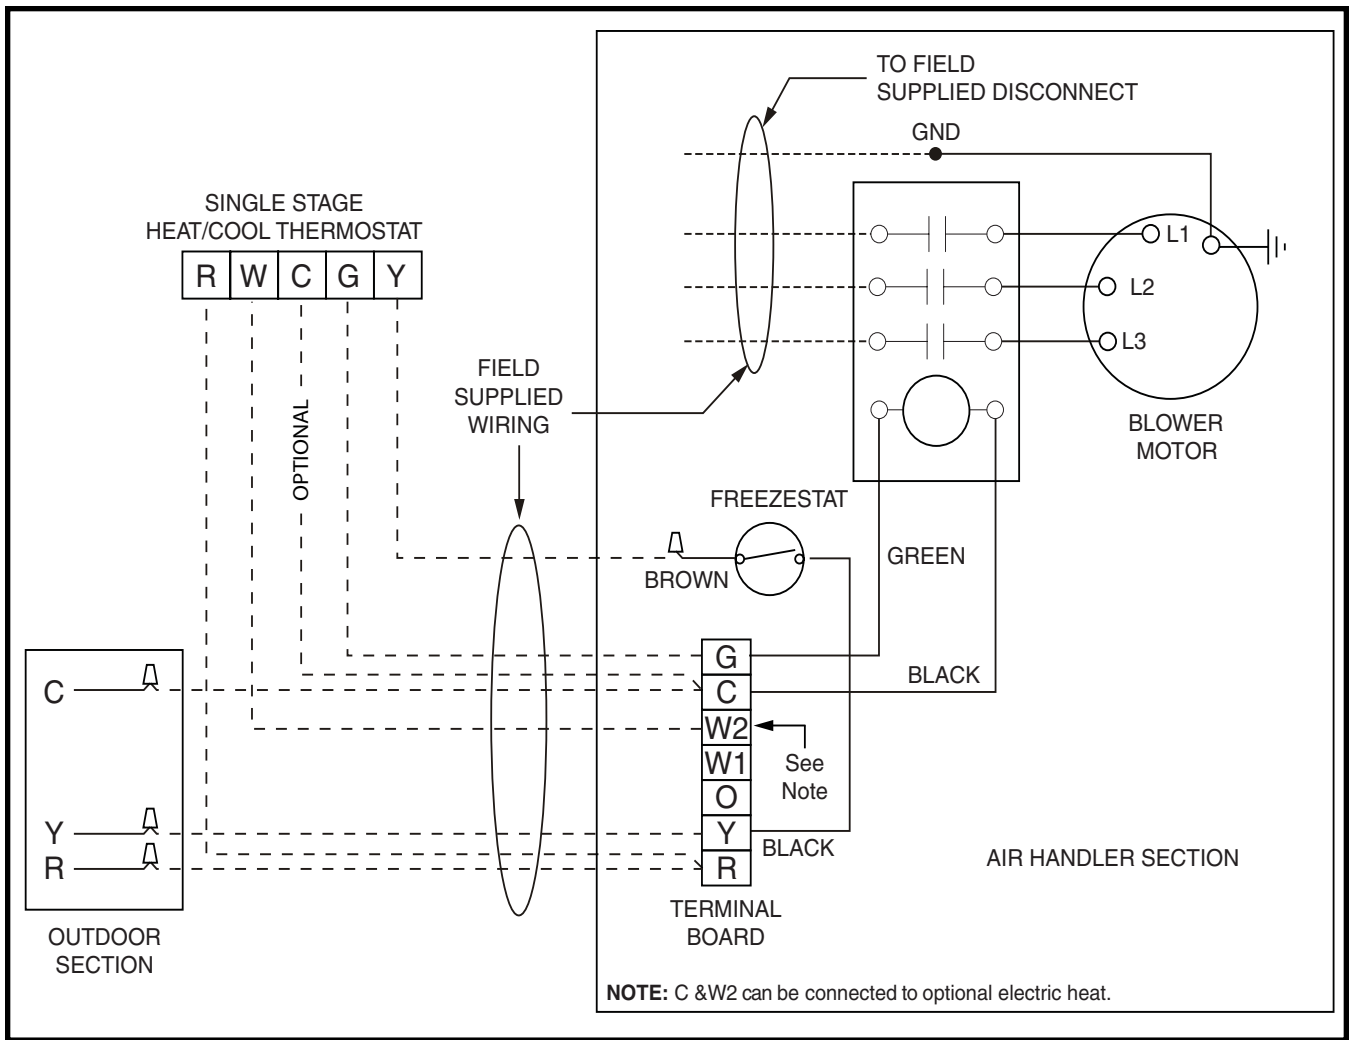 TO FIELD
SUPPLIED DISCONNECT
GND
SINGLE STAGE
HEAT/COOL THERMOSTAT
R W C G Y
L1
L2
L3
BLOWER
MOTOR
FIELD
SUPPLIED
WIRING
OPTIONAL
FREEZESTAT
BROWN
GREEN
BLACK
G
C
W2
W1
O
Y
R
See
Note
BLACK
TERMINAL
BOARD
AIR HANDLER SECTION
C
Y
R
OUTDOOR
SECTION
NOTE: C &W2 can be connected to optional electric heat.